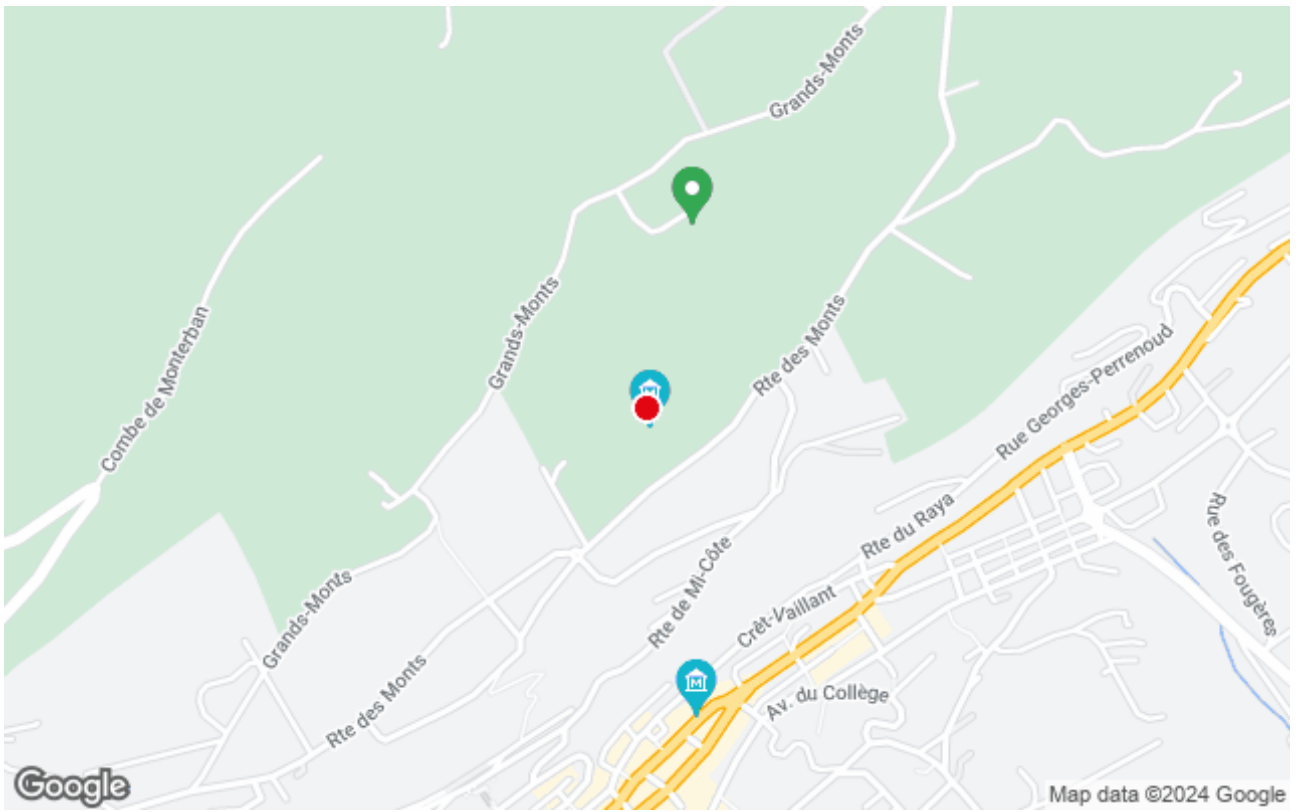 Grands-Monts
Combe de Monterban
Grands-Monts
Rte des Monts
Rue Georges-Perrenoud
Rte du Raya
Rue des Fougères
Rte de Mi-Côte
Crêt-Vaillant
Grands-Monts
Rte des Monts
Av. du Collège
M
M
Google
Map data ©2024 Google